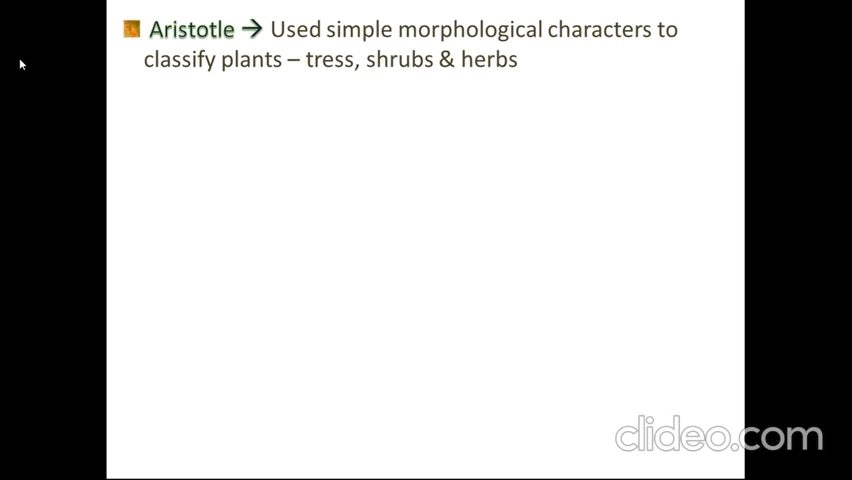 Aristotle → Used simple morphological characters to
classify plants – tress, shrubs & herbs
clideo.com